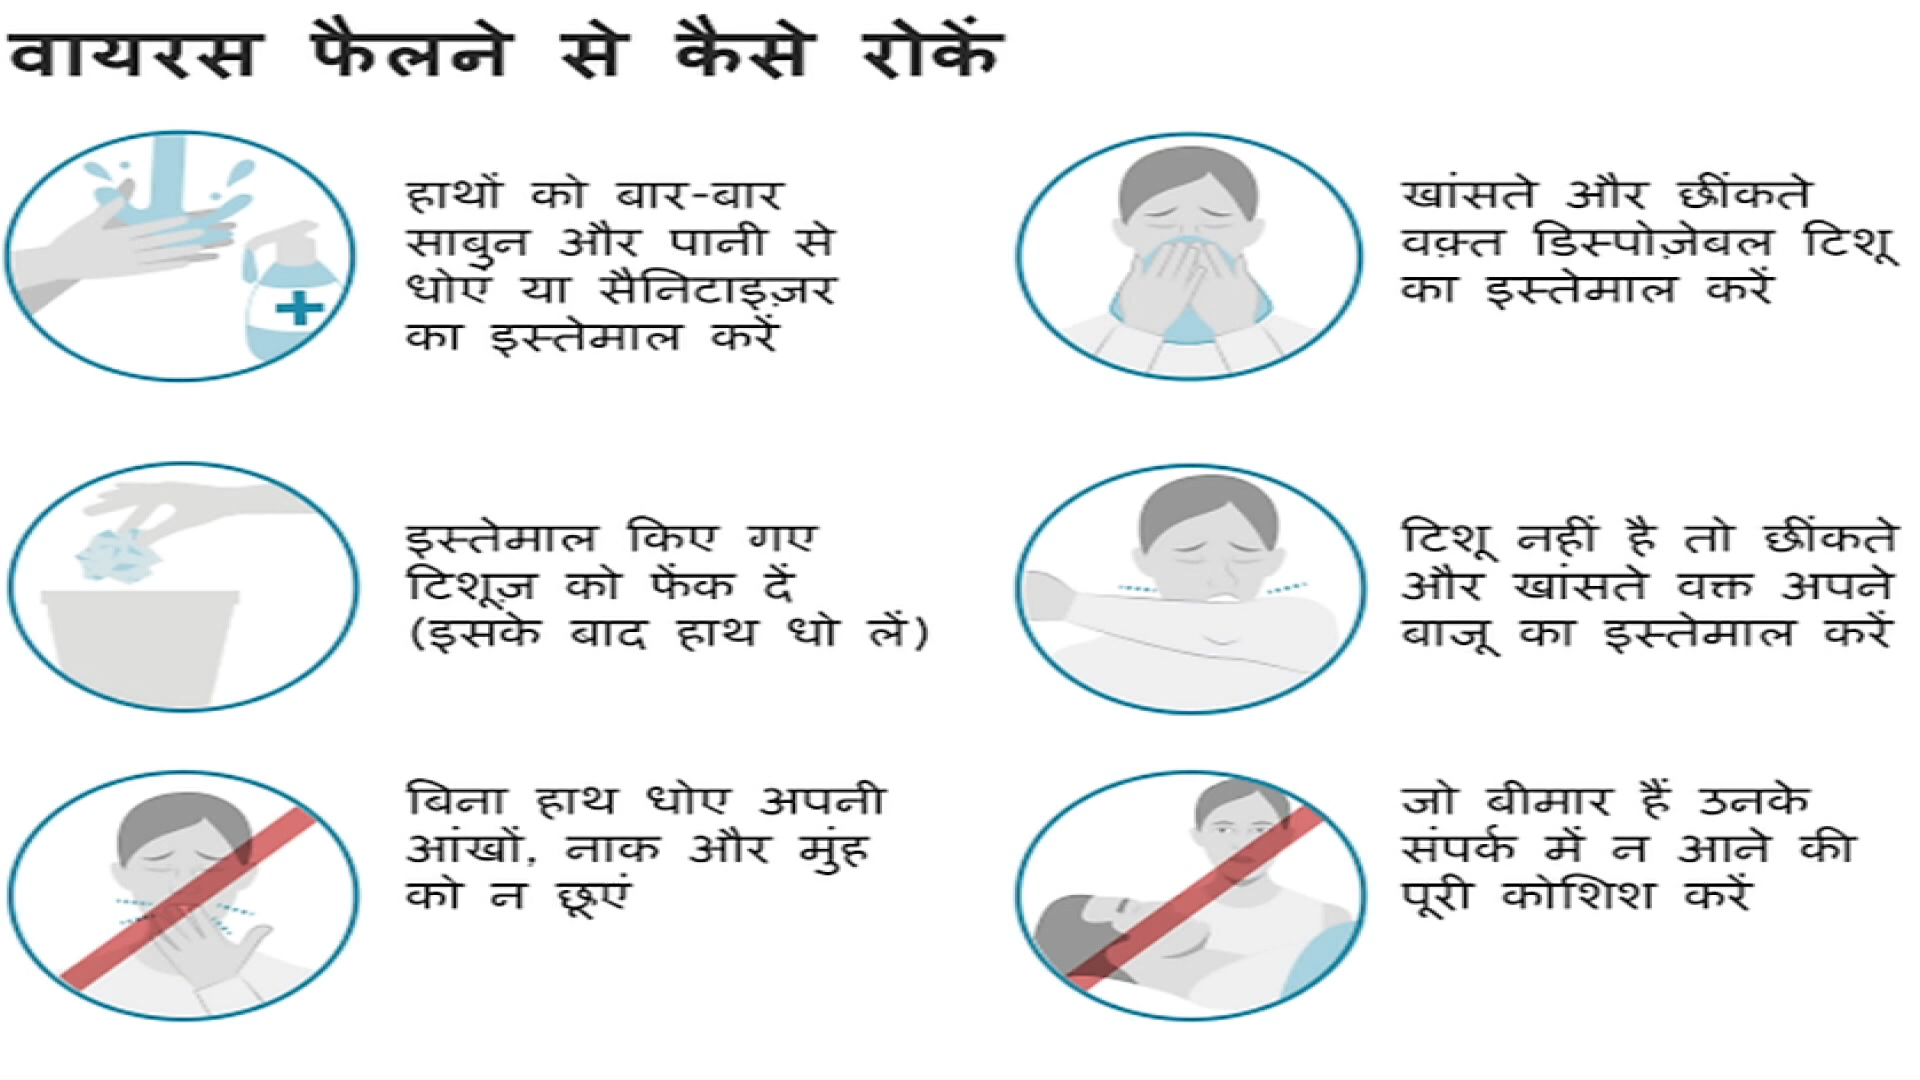 वायरस फैलने से कैसे रोकें
हाथों को बार-बार
साबुन और पानी से
धोएं या सैनिटाइज़र
का इस्तेमाल करें
खांसते और छींकते
वक़्त डिस्पोज़ेबल टिशू
का इस्तेमाल करें
इस्तेमाल किए गए
टिशूज़ को फेंक दें
(इसके बाद हाथ धो लें)
टिशू नहीं है तो छींकते
और खांसते वक्त अपने
बाजू का इस्तेमाल करें
बिना हाथ धोए अपनी
आंखों, नाक और मुंह
को न छूएं
जो बीमार हैं उनके
संपर्क में न आने की
पूरी कोशिश करें